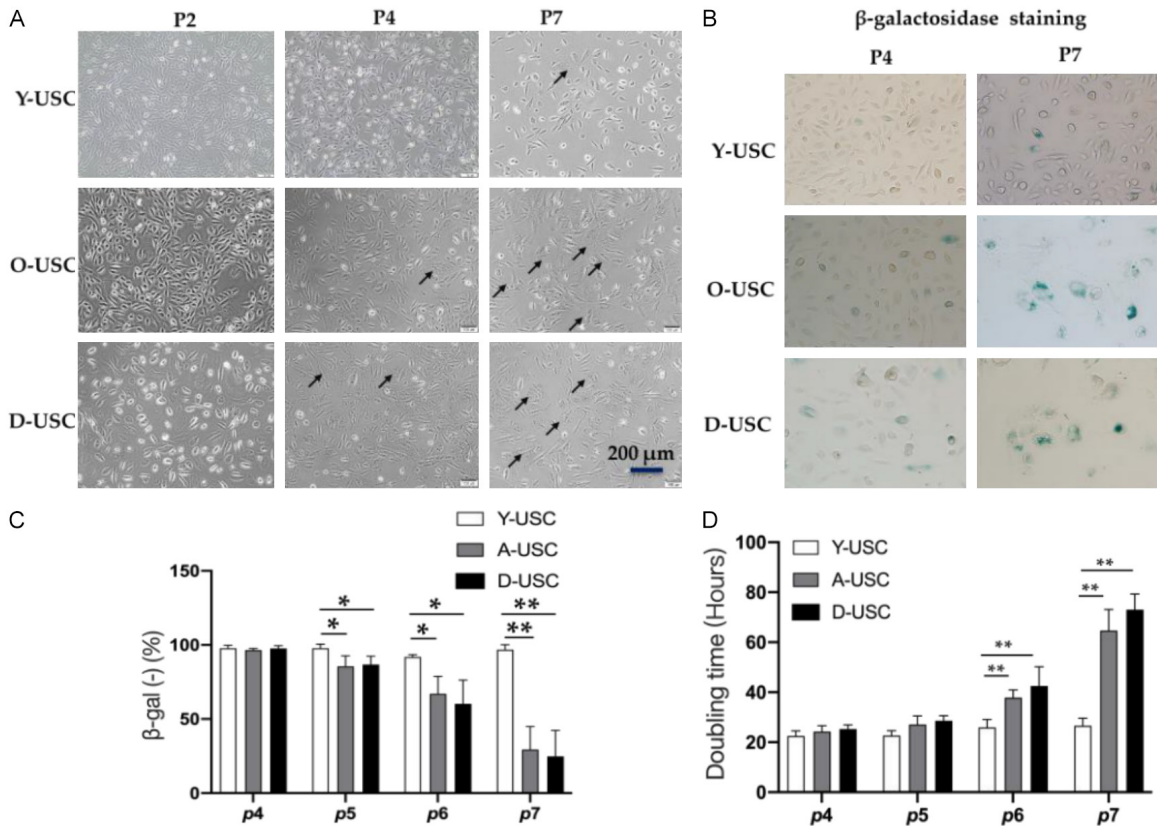 A
P2
P4
P7
Y-USC
O-USC
D-USC
200 μm
B
β-galactosidase staining
P4
P7
Y-USC
O-USC
D-USC
C
Y-USC
A-USC
D-USC
β-gal (-) (%)
150
100
50
0
*
*
*
*
**
**
p4
p5
p6
p7
D
Y-USC
A-USC
D-USC
Doubling time (Hours)
100
80
60
40
20
0
**
**
**
**
p4
p5
p6
p7